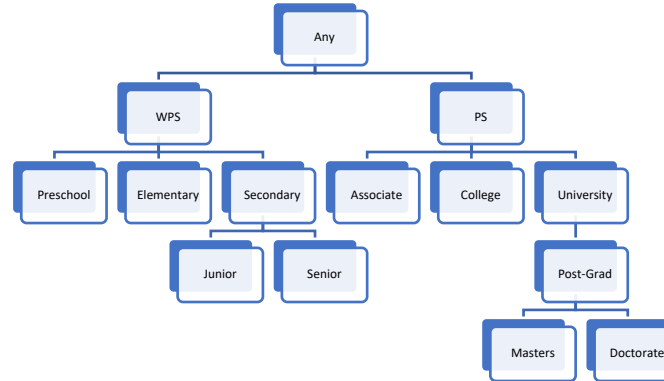 Any
WPS
PS
Preschool
Elementary
Secondary
Associate
College
University
Junior
Senior
Post-Grad
Masters
Doctorate